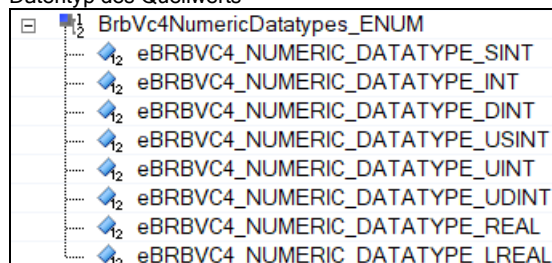 Datentyp des Quellwerts
BrbVc4NumericDatatypes_ENUM
eBRBVC4_NUMERIC_DATATYPE_SINT
eBRBVC4_NUMERIC_DATATYPE_INT
eBRBVC4_NUMERIC_DATATYPE_DINT
eBRBVC4_NUMERIC_DATATYPE_USINT
eBRBVC4_NUMERIC_DATATYPE_UINT
eBRBVC4_NUMERIC_DATATYPE_UDINT
eBRBVC4_NUMERIC_DATATYPE_REAL
eBRBVC4_NUMERIC_DATATYPE_LREAL